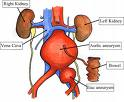 Right Kidney
Left Kidney
Vena Cava
Aortic aneurysm
Bowel
Iliac aneurysm